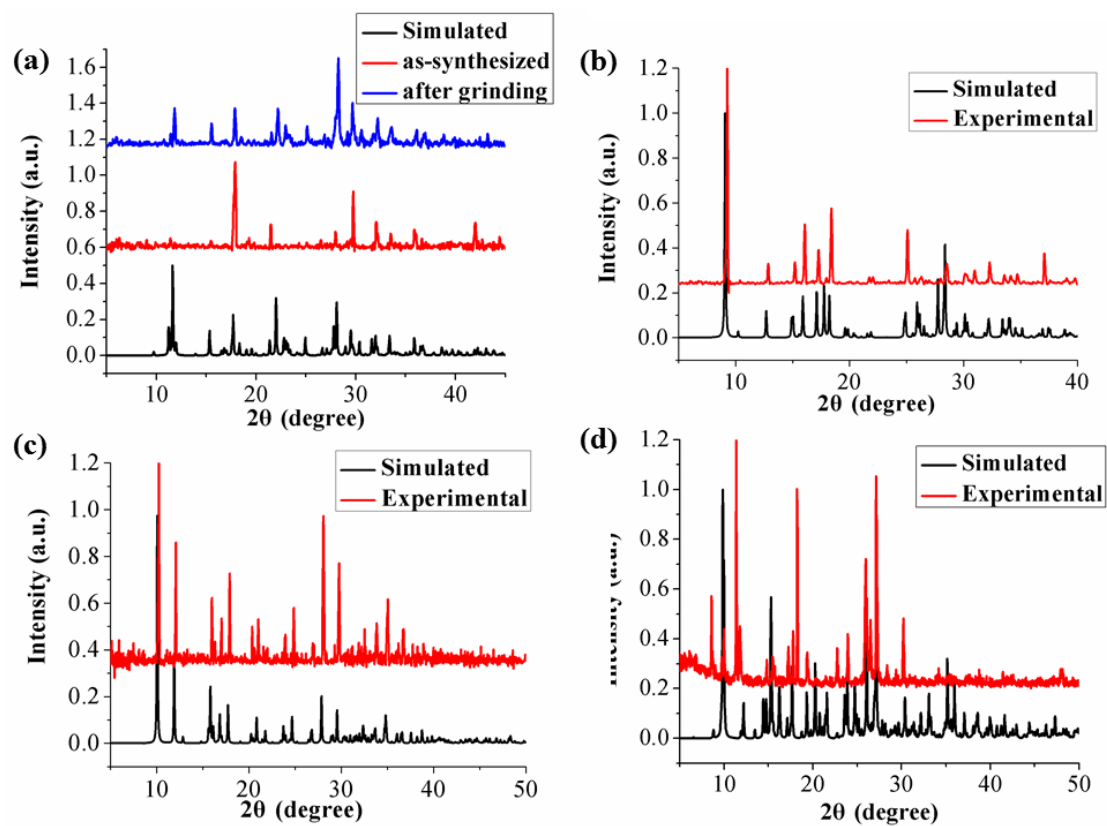 (a)
Simulated
as-synthesized
after grinding
Intensity (a.u.)
1.6
1.4
1.2
1.0
0.8
0.6
0.4
0.2
0.0
10 20 30 40
2θ (degree)
(b)
Simulated
Experimental
Intensity (a.u.)
1.2
1.0
0.8
0.6
0.4
0.2
0.0
10 20 30 40
2θ (degree)
(c)
Simulated
Experimental
Intensity (a.u.)
1.2
1.0
0.8
0.6
0.4
0.2
0.0
10 20 30 40 50
2θ (degree)
(d)
Simulated
Experimental
Intensity (a.u.)
1.2
1.0
0.8
0.6
0.4
0.2
0.0
10 20 30 40 50
2θ (degree)